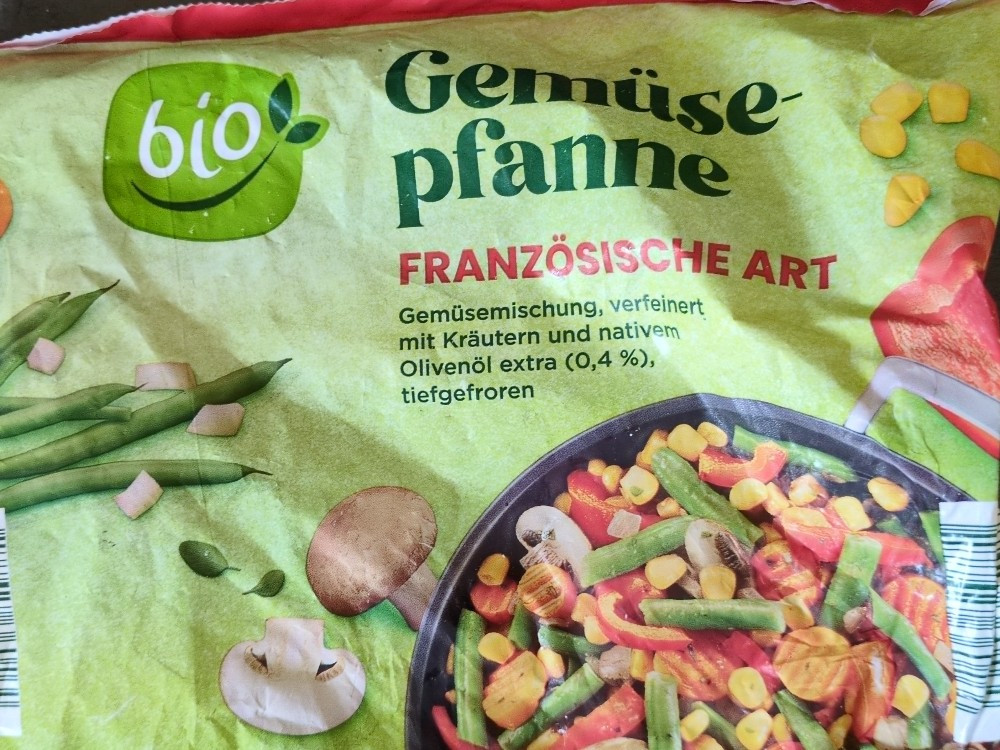 bio
Gemüse-
pfanne
FRANZÖSISCHE ART
Gemüsemischung, verfeinert
mit Kräutern und nativem
Olivenöl extra (0,4 %),
tiefgefroren